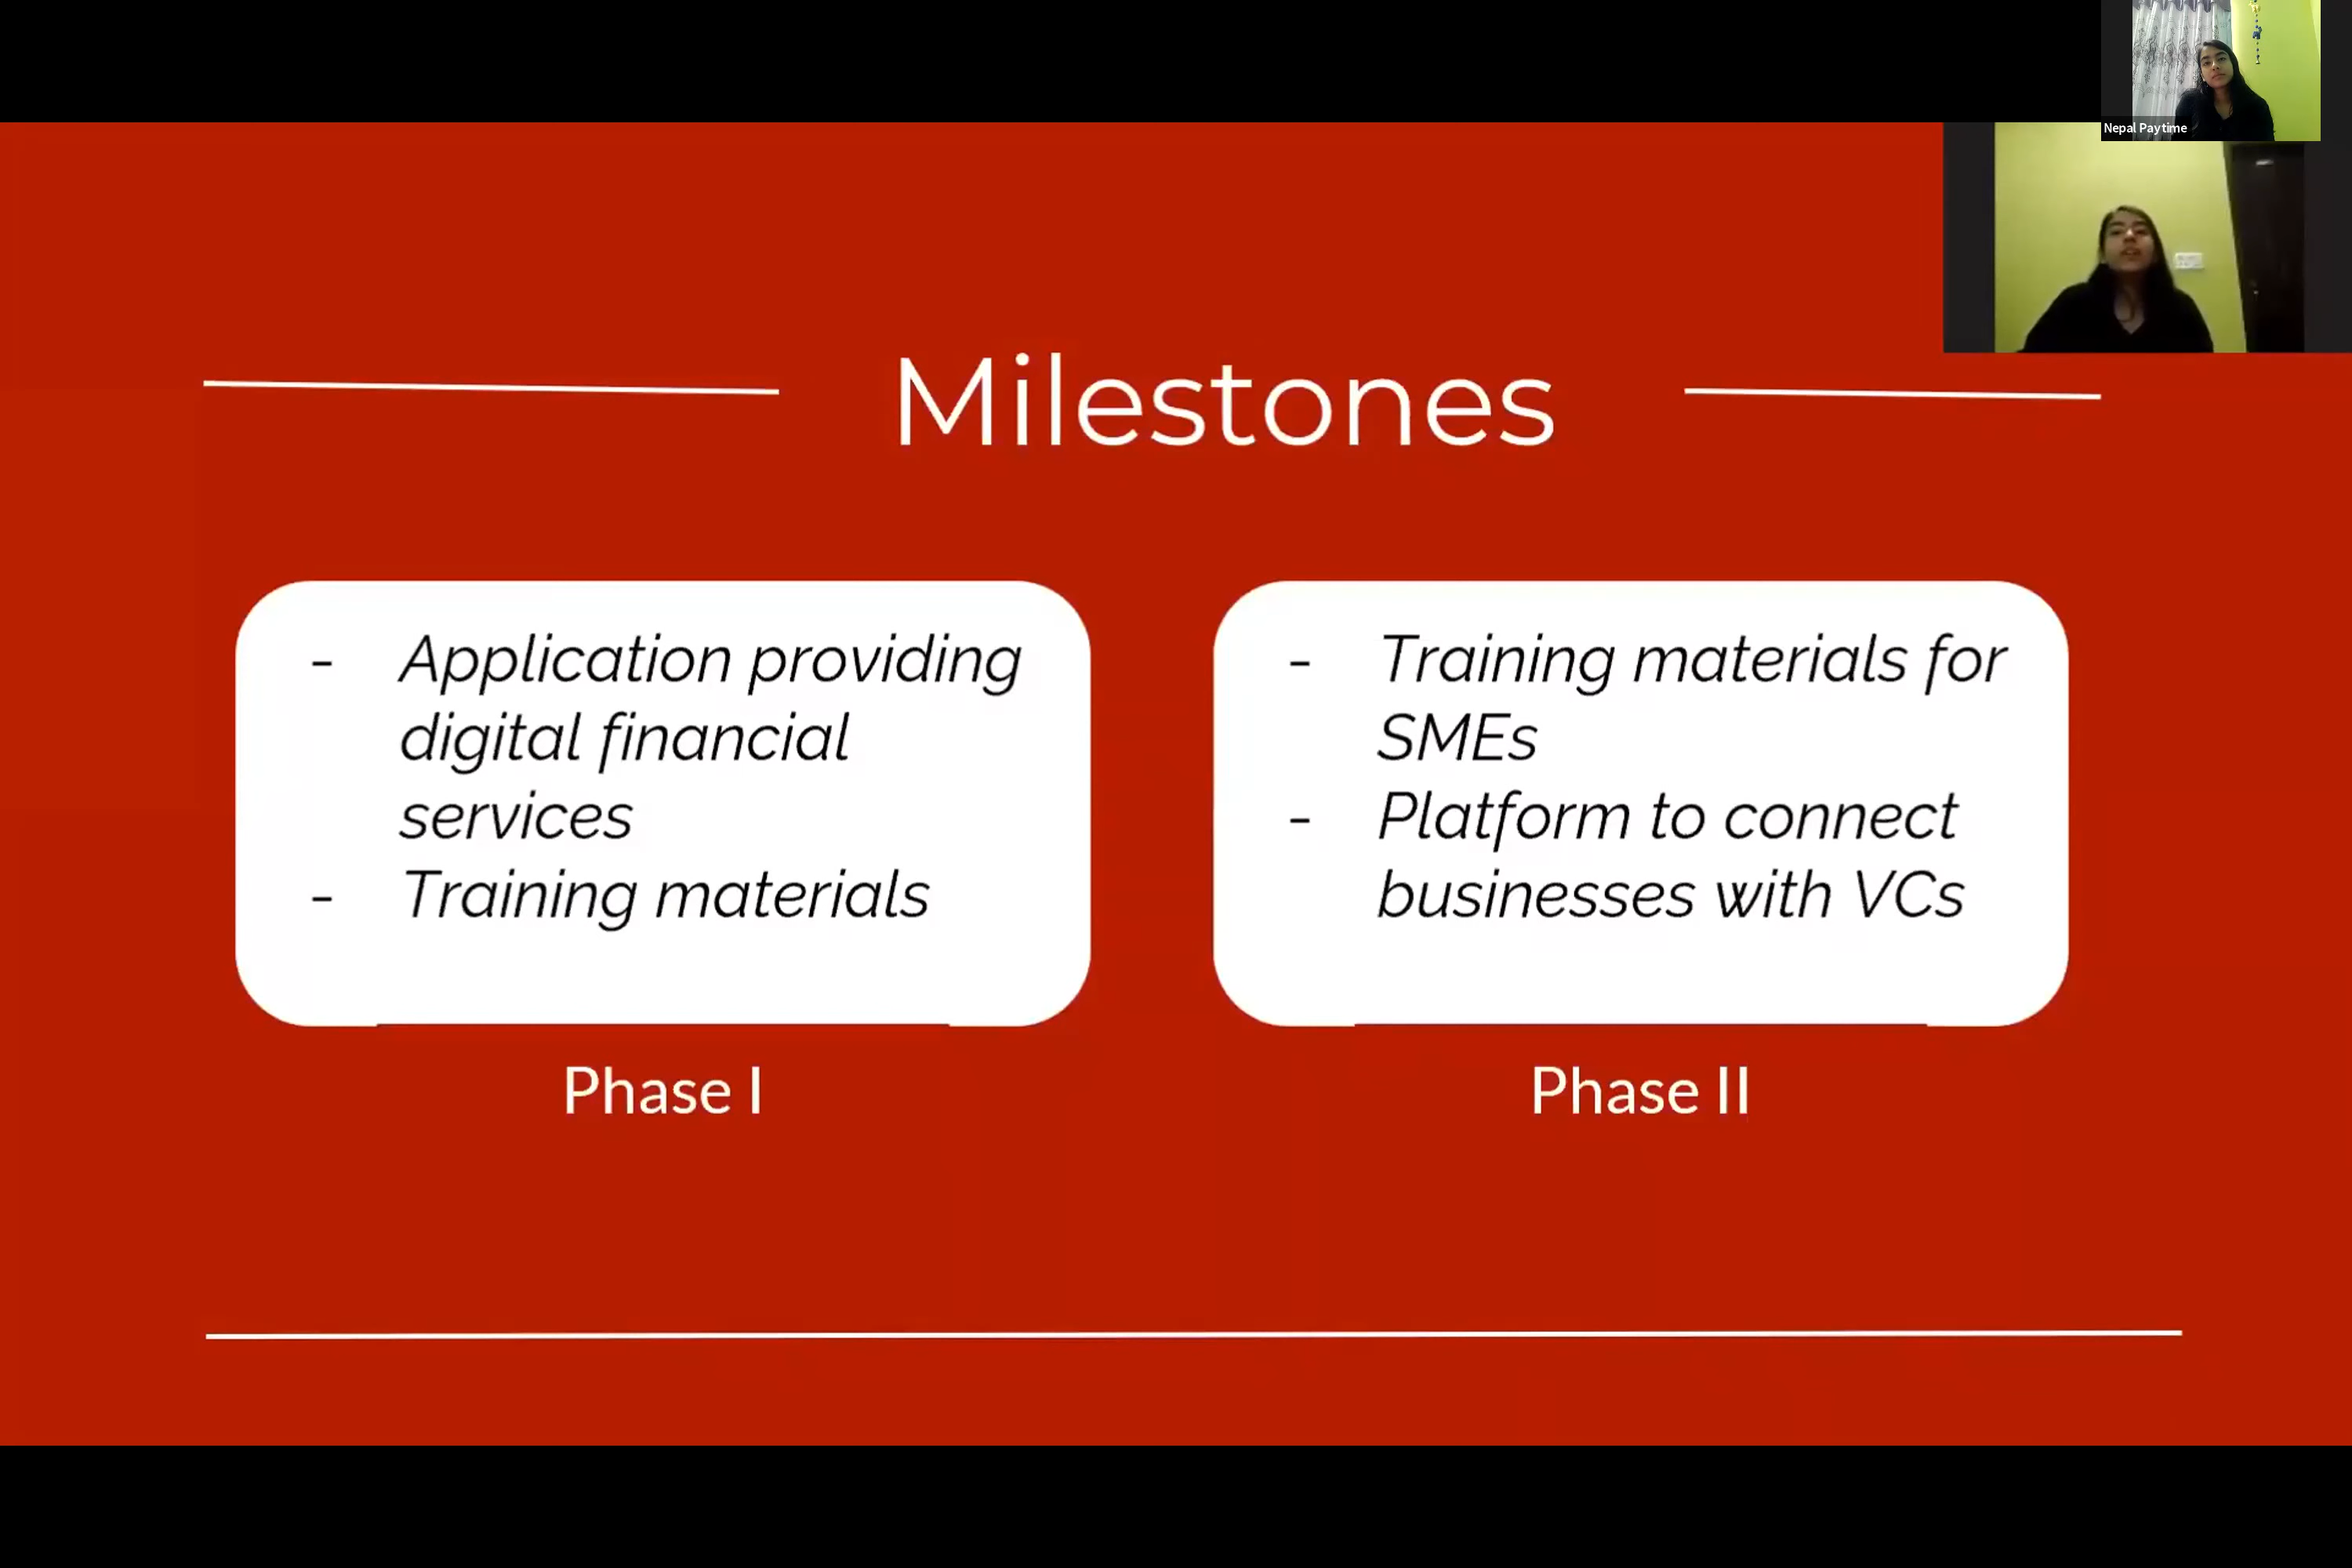 Nepal Paytime
Milestones
- Application providing
digital financial
services
- Training materials
Phase I
- Training materials for
SMEs
- Platform to connect
businesses with VCs
Phase II